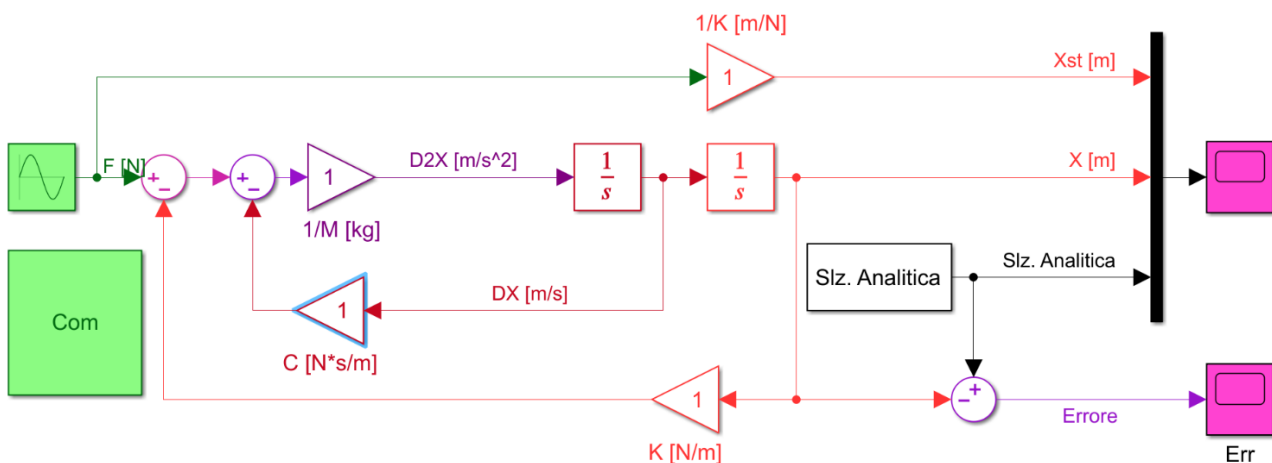 1/K [m/N]
1
Xst [m]
F [N]
+
-
+
-
1
1/M [kg]
D2X [m/s^2]
1
s
1
s
X [m]
Com
1
C [N*s/m]
DX [m/s]
Slz. Analitica
Slz. Analitica
1
K [N/m]
-
+
Errore
Err